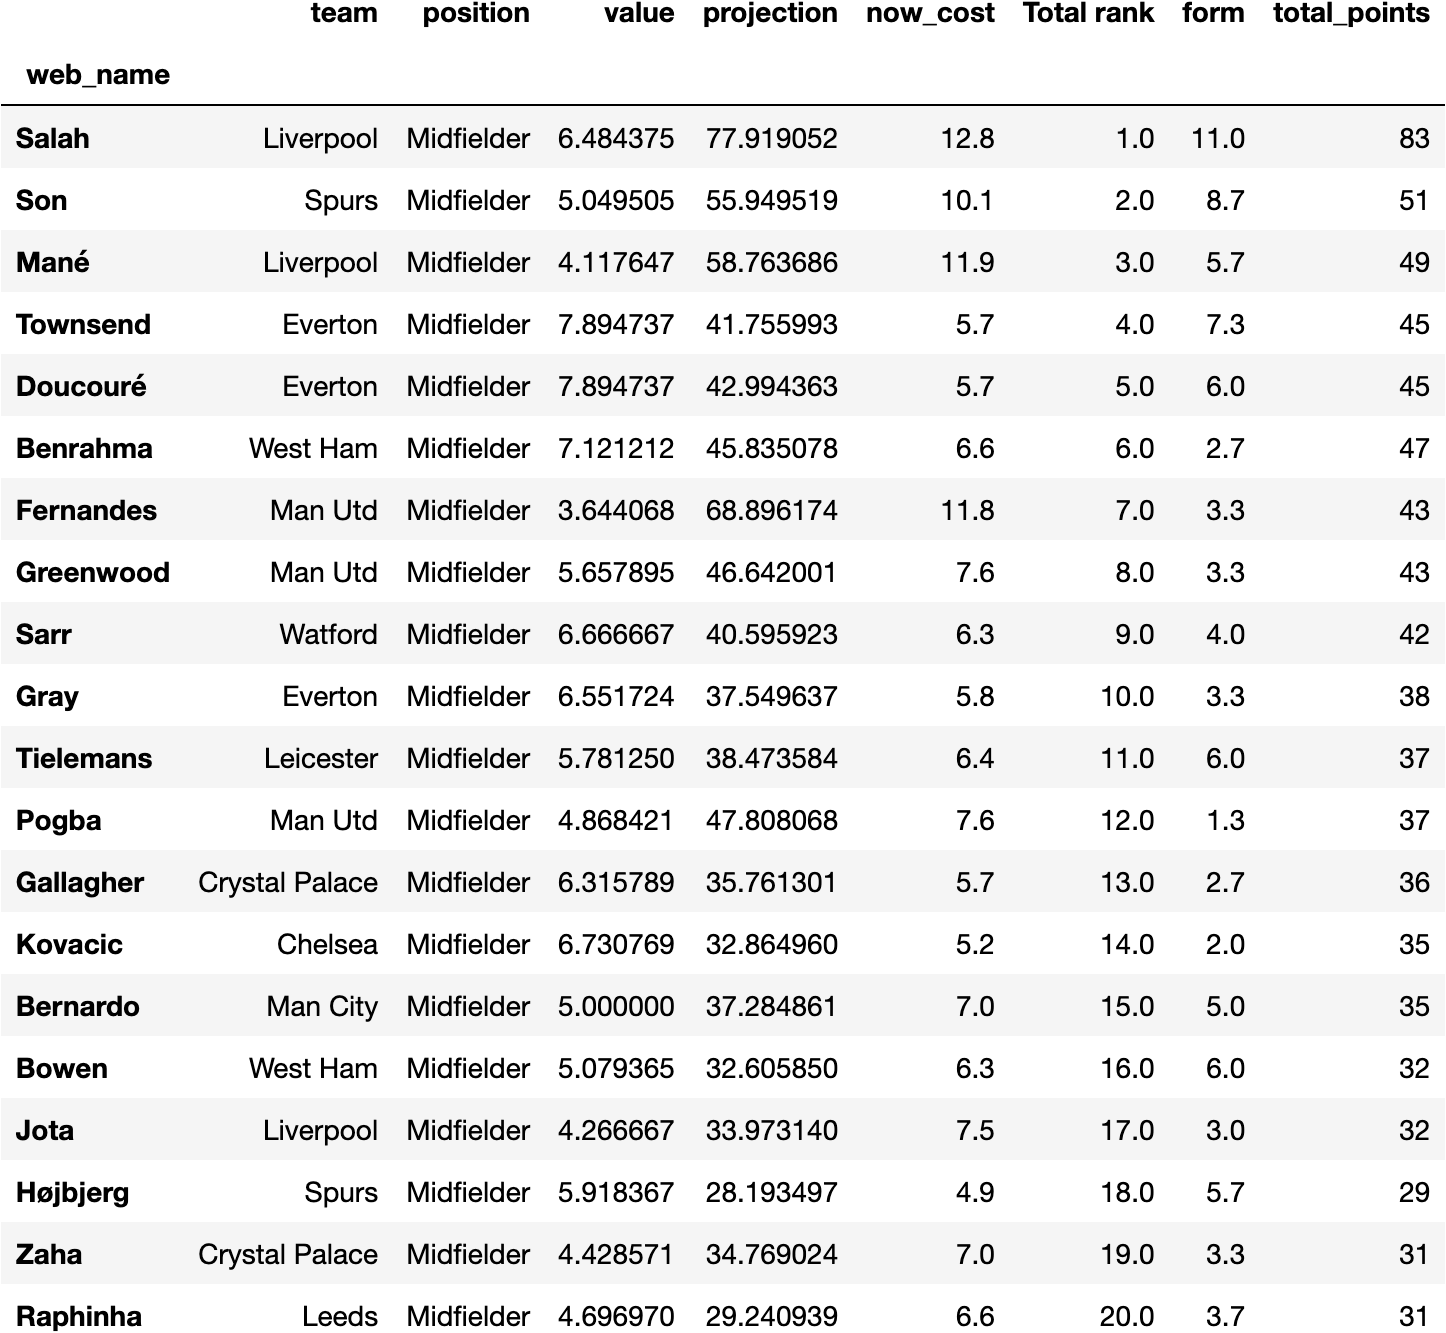 team position value projection now_cost Total rank form total_points
web_name
Salah Liverpool Midfielder 6.484375 77.919052 12.8 1.0 11.0 83
Son Spurs Midfielder 5.049505 55.949519 10.1 2.0 8.7 51
Mané Liverpool Midfielder 4.117647 58.763686 11.9 3.0 5.7 49
Townsend Everton Midfielder 7.894737 41.755993 5.7 4.0 7.3 45
Doucouré Everton Midfielder 7.894737 42.994363 5.7 5.0 6.0 45
Benrahma West Ham Midfielder 7.121212 45.835078 6.6 6.0 2.7 47
Fernandes Man Utd Midfielder 3.644068 68.896174 11.8 7.0 3.3 43
Greenwood Man Utd Midfielder 5.657895 46.642001 7.6 8.0 3.3 43
Sarr Watford Midfielder 6.666667 40.595923 6.3 9.0 4.0 42
Gray Everton Midfielder 6.551724 37.549637 5.8 10.0 3.3 38
Tielemans Leicester Midfielder 5.781250 38.473584 6.4 11.0 6.0 37
Pogba Man Utd Midfielder 4.868421 47.808068 7.6 12.0 1.3 37
Gallagher Crystal Palace Midfielder 6.315789 35.761301 5.7 13.0 2.7 36
Kovacic Chelsea Midfielder 6.730769 32.864960 5.2 14.0 2.0 35
Bernardo Man City Midfielder 5.000000 37.284861 7.0 15.0 5.0 35
Bowen West Ham Midfielder 5.079365 32.605850 6.3 16.0 6.0 32
Jota Liverpool Midfielder 4.266667 33.973140 7.5 17.0 3.0 32
Højbjerg Spurs Midfielder 5.918367 28.193497 4.9 18.0 5.7 29
Zaha Crystal Palace Midfielder 4.428571 34.769024 7.0 19.0 3.3 31
Raphinha Leeds Midfielder 4.696970 29.240939 6.6 20.0 3.7 31